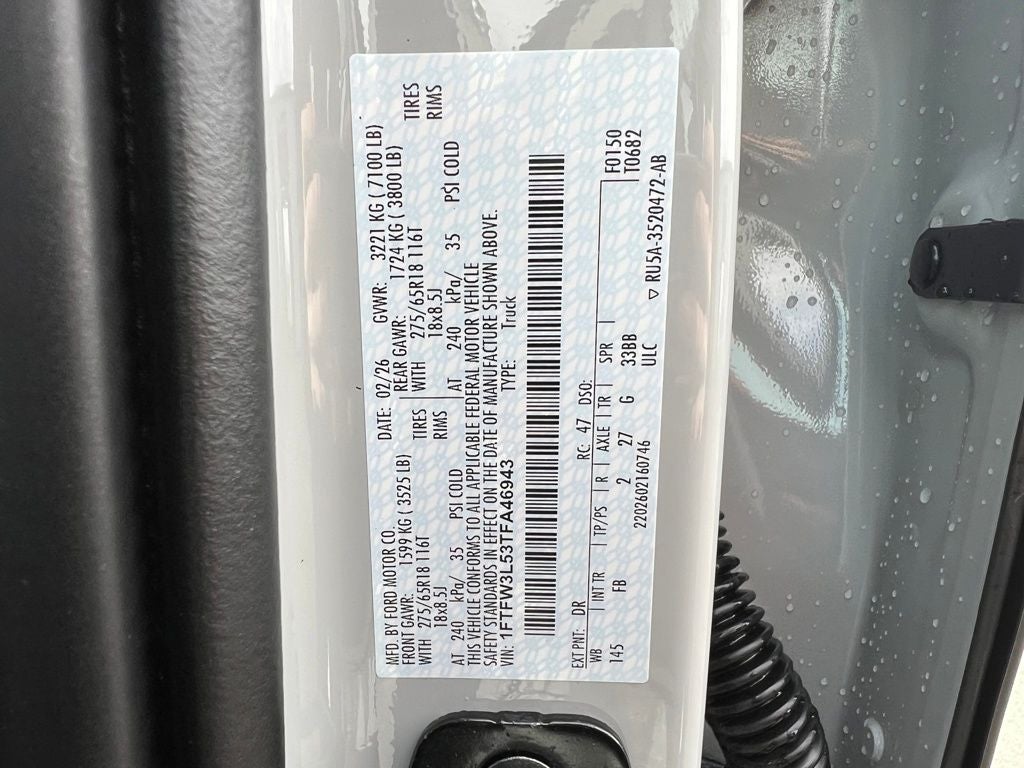 MFD. BY FORD MOTOR CO. DATE: 02/26 GVWR: 3221 KG ( 7100 LB)
FRONT GAWR: 1599 KG ( 3525 LB) REAR GAWR: 1724 KG ( 3800 LB)
WITH 275/65R18 116T TIRES WITH 275/65R18 116T TIRES
18x8.5J RIMS 18x8.5J RIMS
AT 240 kPa/ 35 PSI COLD AT 240 kPa/ 35 PSI COLD
THIS VEHICLE CONFORMS TO ALL APPLICABLE FEDERAL MOTOR VEHICLE
SAFETY STANDARDS IN EFFECT ON THE DATE OF MANUFACTURE SHOWN ABOVE.
VIN: 1FTFW3L53TFA46943 TYPE: Truck
EXT PNT: DR RC: 47 DSO: F0150
WB INT TR TP/PS R AXLE TR SPR T0682
145 FB 2 27 G 33BB
2202602160746 ULC
▽ RU5A-3520472-AB